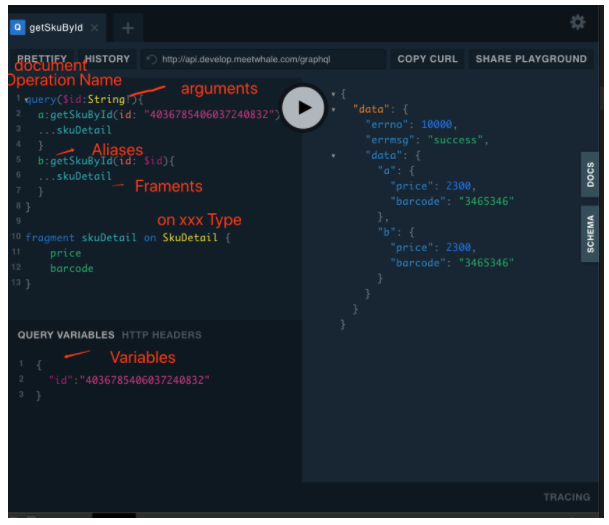 getSkuById
PRETTIFY HISTORY http://api.develop.meetwhale.com/graphql COPY CURL SHARE PLAYGROUND
document
Operation Name
arguments
1 query($id:String!){
2 a:getSkuById(id: "4036785406037240832")
3 ...skuDetail
4 }
Aliases
5 b:getSkuById(id: $id){
6 ...skuDetail
Framents
7 }
8 }
9
on xxx Type
10 fragment skuDetail on SkuDetail {
11 price
12 barcode
13 }
QUERY VARIABLES HTTP HEADERS
Variables
1 {
2 "id":"4036785406037240832"
3 }
{
"data": {
"errno": 10000,
"errmsg": "success",
"data": {
"a": {
"price": 2300,
"barcode": "3465346"
},
"b": {
"price": 2300,
"barcode": "3465346"
}
}
}
}
DOCS
SCHEMA
TRACING